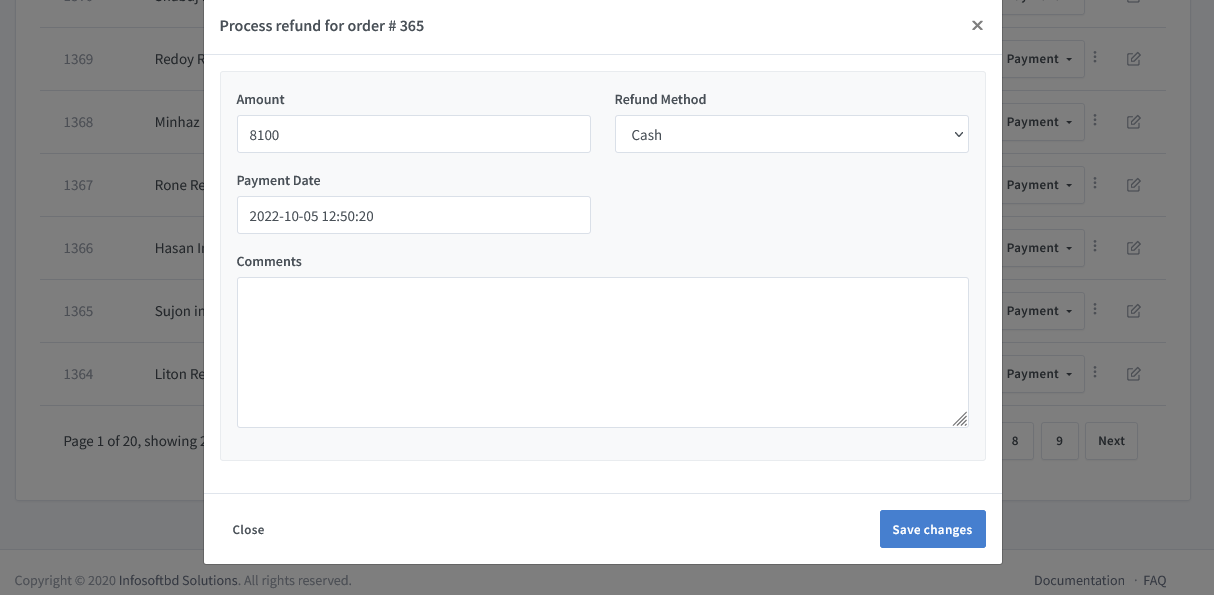 Process refund for order # 365
×
1369 Redoy R Payment
Amount Refund Method
8100 Cash
1368 Minhaz Payment
Payment Date
1367 Rone Re Payment
2022-10-05 12:50:20
1366 Hasan Payment
Comments
1365 Sujon in Payment
1364 Liton Re Payment
Page 1 of 20, showing 8 9 Next
Close Save changes
Copyright © 2020 Infosoftbd Solutions. All rights reserved. Documentation · FAQ